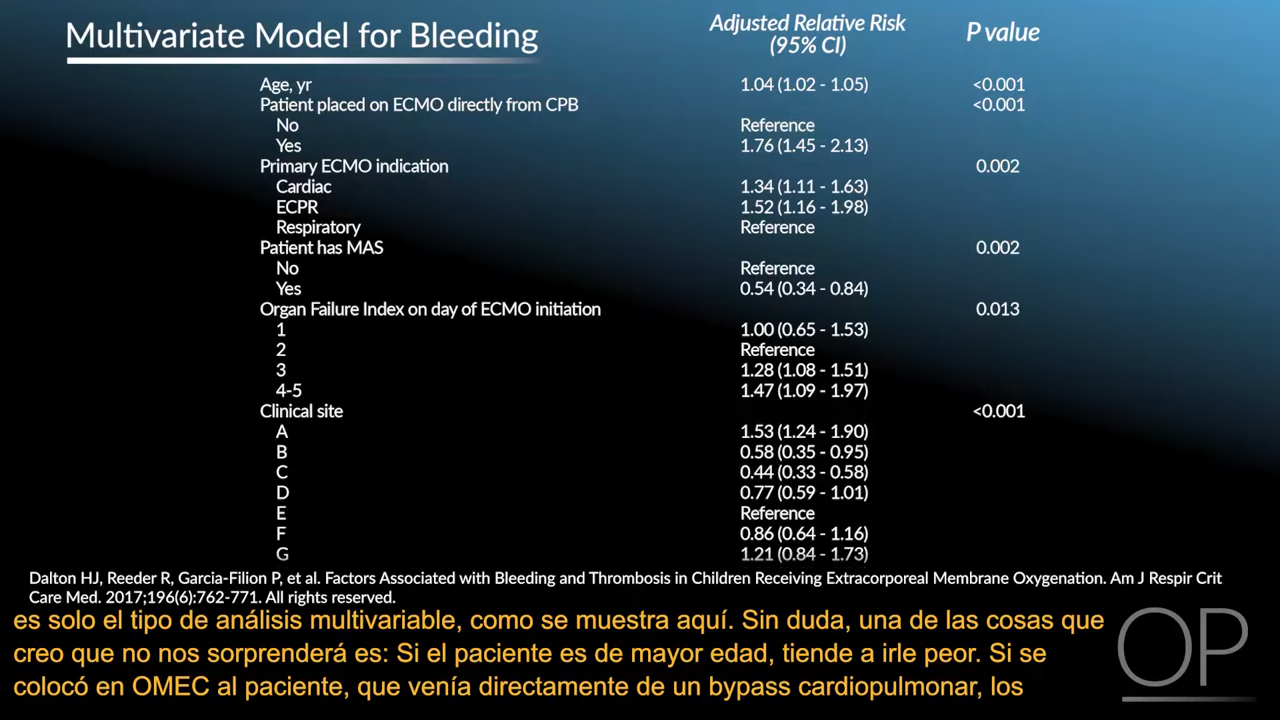 Multivariate Model for Bleeding
Adjusted Relative Risk
(95% CI)
P value
Age, yr 1.04 (1.02 - 1.05) <0.001
Patient placed on ECMO directly from CPB <0.001
No Reference
Yes 1.76 (1.45 - 2.13)
Primary ECMO indication 0.002
Cardiac 1.34 (1.11 - 1.63)
ECPR 1.52 (1.16 - 1.98)
Respiratory Reference
Patient has MAS 0.002
No Reference
Yes 0.54 (0.34 - 0.84)
Organ Failure Index on day of ECMO initiation 0.013
1 1.00 (0.65 - 1.53)
2 Reference
3 1.28 (1.08 - 1.51)
4-5 1.47 (1.09 - 1.97)
Clinical site <0.001
A 1.53 (1.24 - 1.90)
B 0.58 (0.35 - 0.95)
C 0.44 (0.33 - 0.58)
D 0.77 (0.59 - 1.01)
E Reference
F 0.86 (0.64 - 1.16)
G 1.21 (0.84 - 1.73)
Dalton HJ, Reeder R, Garcia-Filion P, et al. Factors Associated with Bleeding and Thrombosis in Children Receiving Extracorporeal Membrane Oxygenation. Am J Respir Crit
Care Med. 2017;196(6):762-771. All rights reserved.
es solo el tipo de análisis multivariable, como se muestra aquí. Sin duda, una de las cosas que
creo que no nos sorprenderá es: Si el paciente es de mayor edad, tiende a irle peor. Si se
colocó en OMEC al paciente, que venía directamente de un bypass cardiopulmonar, los
OP